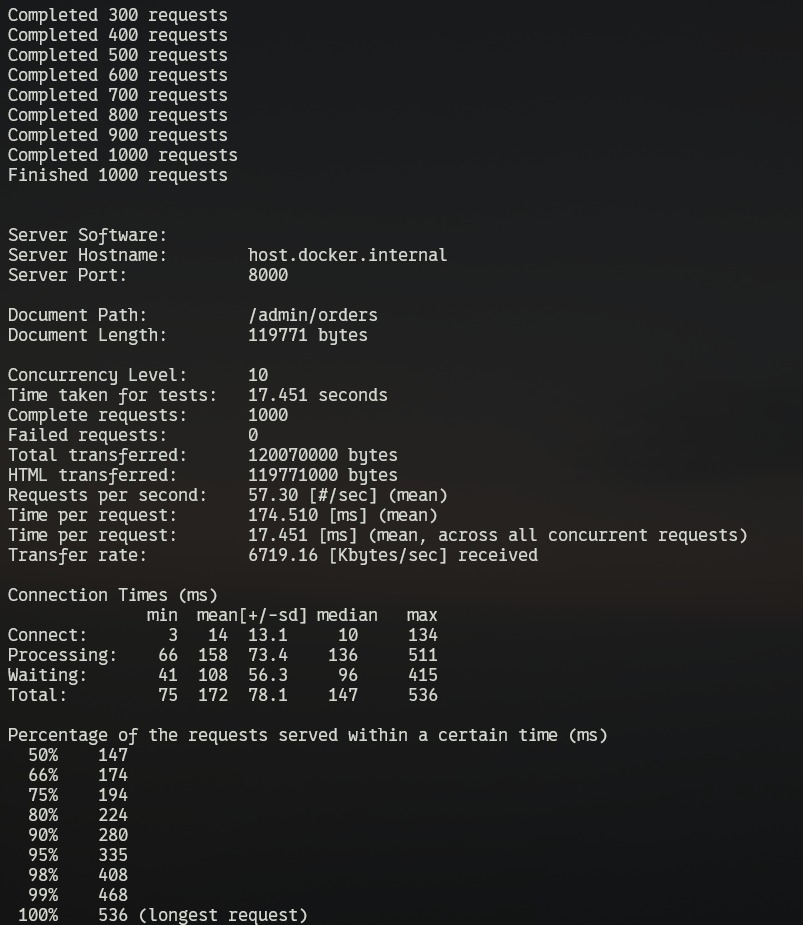 Completed 300 requests
Completed 400 requests
Completed 500 requests
Completed 600 requests
Completed 700 requests
Completed 800 requests
Completed 900 requests
Completed 1000 requests
Finished 1000 requests


Server Software:
Server Hostname:        host.docker.internal
Server Port:            8000

Document Path:          /admin/orders
Document Length:        119771 bytes

Concurrency Level:      10
Time taken for tests:   17.451 seconds
Complete requests:      1000
Failed requests:        0
Total transferred:      120070000 bytes
HTML transferred:       119771000 bytes
Requests per second:    57.30 [#/sec] (mean)
Time per request:       174.510 [ms] (mean)
Time per request:       17.451 [ms] (mean, across all concurrent requests)
Transfer rate:          6719.16 [Kbytes/sec] received

Connection Times (ms)
              min  mean[+/-sd] median   max
Connect:        3   14  13.1     10     134
Processing:    66  158  73.4    136     511
Waiting:       41  108  56.3     96     415
Total:         75  172  78.1    147     536

Percentage of the requests served within a certain time (ms)
  50%    147
  66%    174
  75%    194
  80%    224
  90%    280
  95%    335
  98%    408
  99%    468
 100%    536 (longest request)